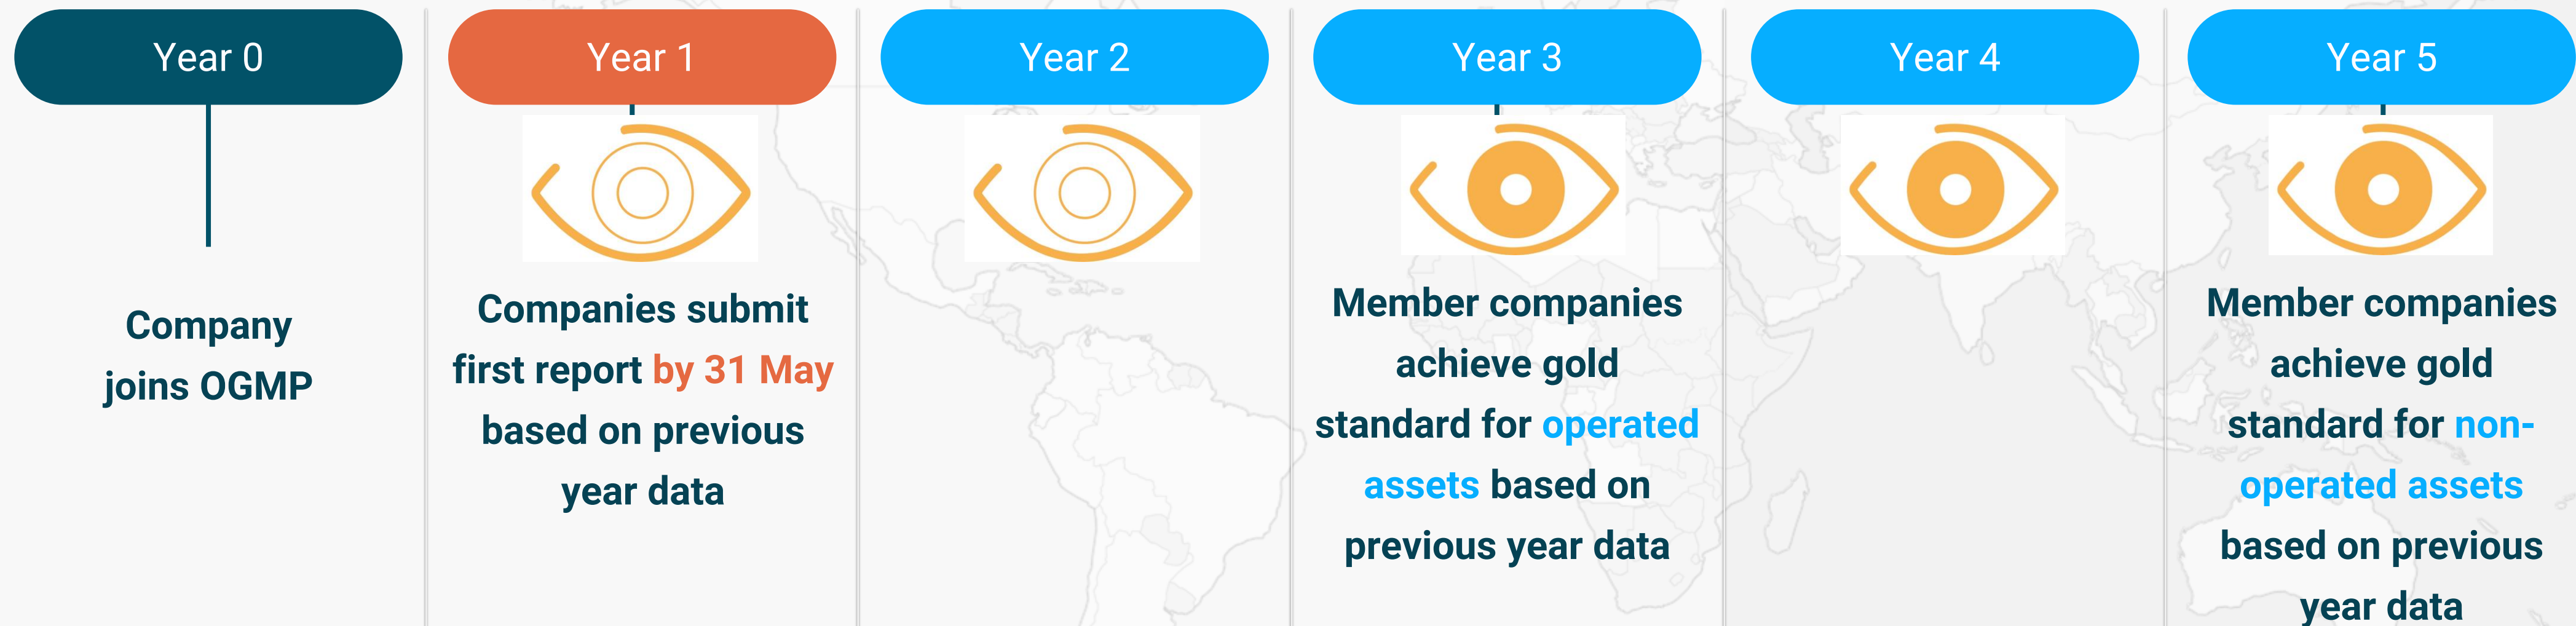 Year 0
Company
joins OGMP
Year 1
Companies submit
first report by 31 May
based on previous
year data
Year 2
Year 3
Member companies
achieve gold
standard for operated
assets based on
previous year data
Year 4
Year 5
Member companies
achieve gold
standard for non-
operated assets
based on previous
year data